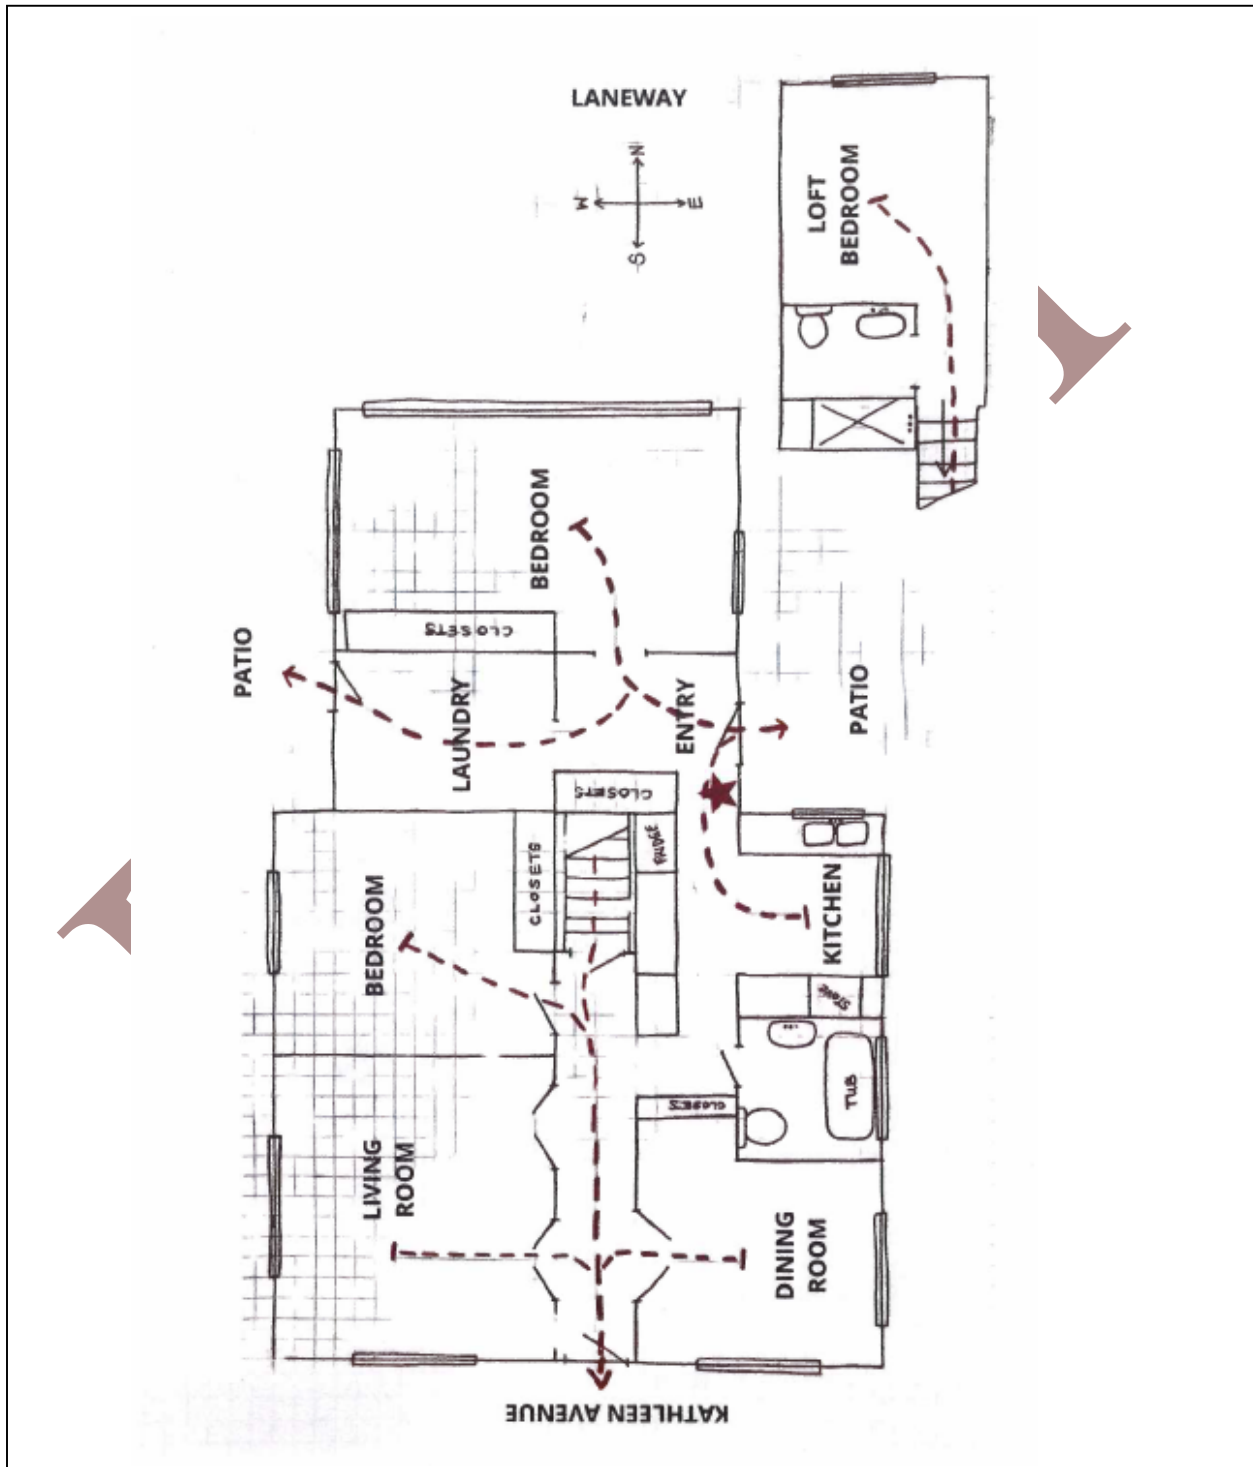 LANEWAY
N
W
E
S
LOFT
BEDROOM
BEDROOM
CLOSETS
PATIO
LAUNDRY
ENTRY
PATIO
CLOSETS
CLOSETS
FRIDGE
BEDROOM
KITCHEN
STOVE
TUB
CLOSETS
LIVING
ROOM
DINING
ROOM
KATHLEEN AVENUE